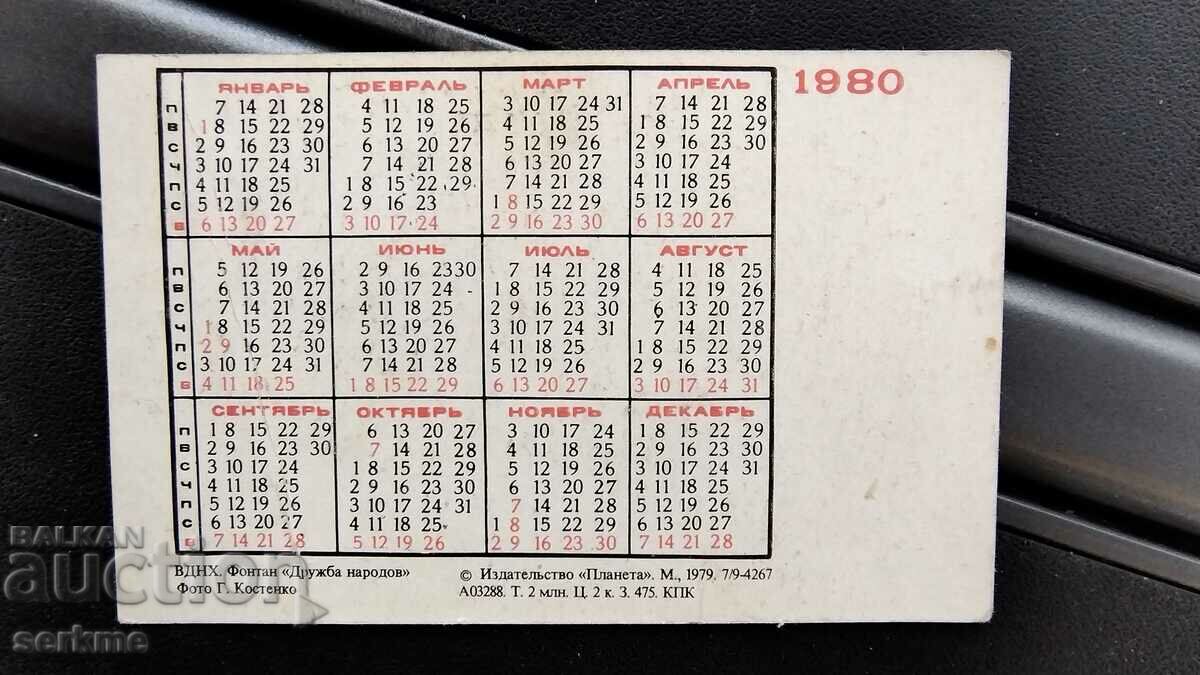 1980
ЯНВАРЬ ФЕВРАЛЬ МАРТ АПРЕЛЬ
П 7 14 21 28 4 11 18 25 3 10 17 24 31 7 14 21 28
В 1 8 15 22 29 5 12 19 26 4 11 18 25 1 8 15 22 29
С 2 9 16 23 30 6 13 20 27 5 12 19 26 2 9 16 23 30
Ч 3 10 17 24 31 7 14 21 28 6 13 20 27 3 10 17 24
П 4 11 18 25 1 8 15 22 29 7 14 21 28 4 11 18 25
С 5 12 19 26 2 9 16 23 1 8 15 22 29 5 12 19 26
В 6 13 20 27 3 10 17 24 2 9 16 23 30 6 13 20 27
МАЙ ИЮНЬ ИЮЛЬ АВГУСТ
П 5 12 19 26 2 9 16 23 30 7 14 21 28 4 11 18 25
В 6 13 20 27 3 10 17 24 1 8 15 22 29 5 12 19 26
С 7 14 21 28 4 11 18 25 2 9 16 23 30 6 13 20 27
Ч 1 8 15 22 29 5 12 19 26 3 10 17 24 31 7 14 21 28
П 2 9 16 23 30 6 13 20 27 4 11 18 25 1 8 15 22 29
С 3 10 17 24 31 7 14 21 28 5 12 19 26 2 9 16 23 30
В 4 11 18 25 1 8 15 22 29 6 13 20 27 3 10 17 24 31
СЕНТЯБРЬ ОКТЯБРЬ НОЯБРЬ ДЕКАБРЬ
П 1 8 15 22 29 6 13 20 27 3 10 17 24 1 8 15 22 29
В 2 9 16 23 30 7 14 21 28 4 11 18 25 2 9 16 23 30
С 3 10 17 24 1 8 15 22 29 5 12 19 26 3 10 17 24 31
Ч 4 11 18 25 2 9 16 23 30 6 13 20 27 4 11 18 25
П 5 12 19 26 3 10 17 24 31 7 14 21 28 5 12 19 26
С 6 13 20 27 4 11 18 25 1 8 15 22 29 6 13 20 27
В 7 14 21 28 5 12 19 26 2 9 16 23 30 7 14 21 28
ВДНХ. Фонтан «Дружба народов»
Фото Г. Костенко
© Издательство «Планета». М., 1979. 7/9-4267
А03288. Т. 2 млн. Ц. 2 к. З. 475. КПК
BALKAN
auction
serkme